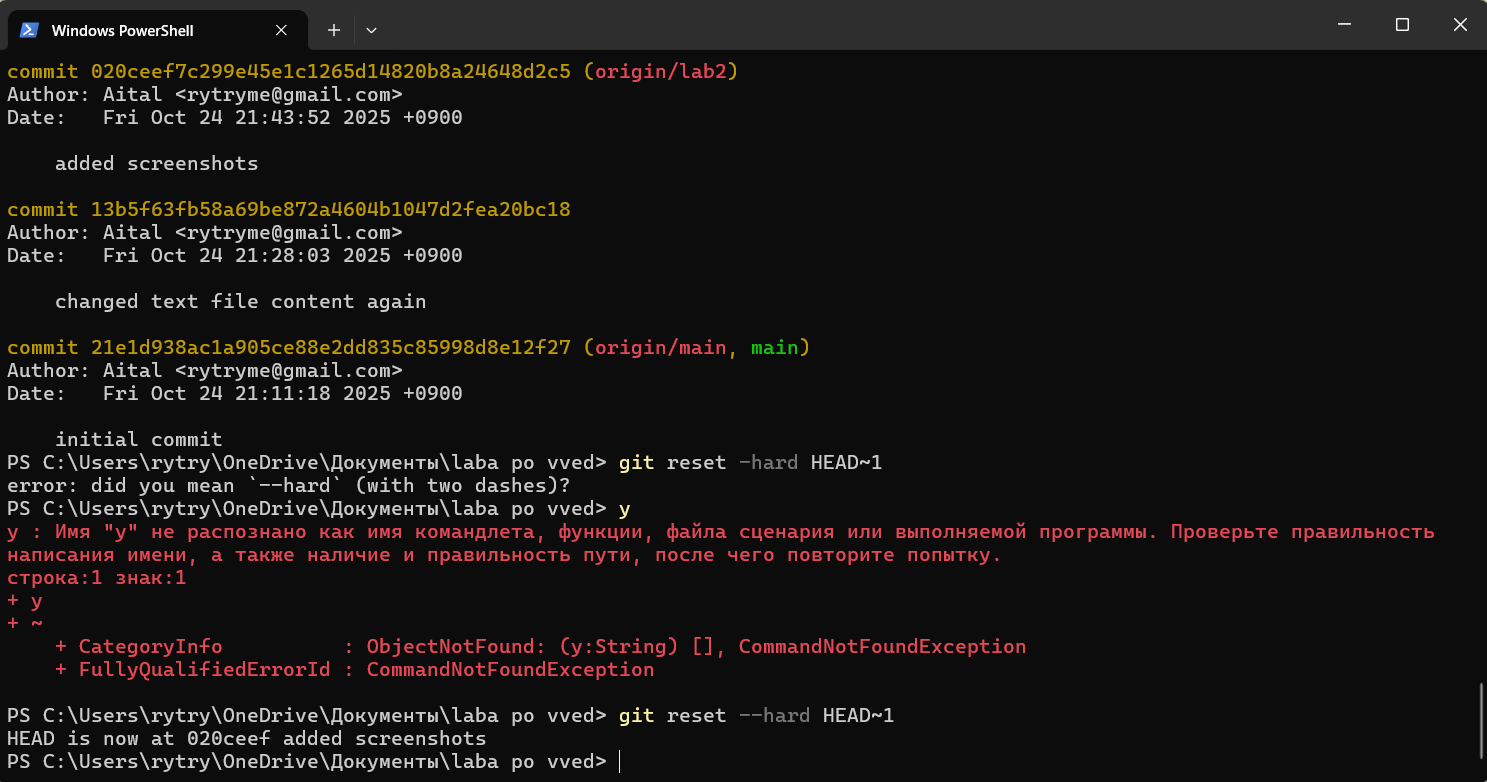 Windows PowerShell
commit 020ceef7c299e45e1c1265d14820b8a24648d2c5 (origin/lab2)
Author: Aital <rytryme@gmail.com>
Date:   Fri Oct 24 21:43:52 2025 +0900
    added screenshots
commit 13b5f63fb58a69be872a4604b1047d2fea20bc18
Author: Aital <rytryme@gmail.com>
Date:   Fri Oct 24 21:28:03 2025 +0900
    changed text file content again
commit 21e1d938ac1a905ce88e2dd835c85998d8e12f27 (origin/main, main)
Author: Aital <rytryme@gmail.com>
Date:   Fri Oct 24 21:11:18 2025 +0900
    initial commit
PS C:\Users\rytry\OneDrive\Документы\laba po vved> git reset -hard HEAD~1
error: did you mean `--hard` (with two dashes)?
PS C:\Users\rytry\OneDrive\Документы\laba po vved> y
y : Имя "y" не распознано как имя командлета, функции, файла сценария или выполняемой программы. Проверьте правильность
написания имени, а также наличие и правильность пути, после чего повторите попытку.
строка:1 знак:1
+ y
+ ~
    + CategoryInfo          : ObjectNotFound: (y:String) [], CommandNotFoundException
    + FullyQualifiedErrorId : CommandNotFoundException
PS C:\Users\rytry\OneDrive\Документы\laba po vved> git reset --hard HEAD~1
HEAD is now at 020ceef added screenshots
PS C:\Users\rytry\OneDrive\Документы\laba po vved>